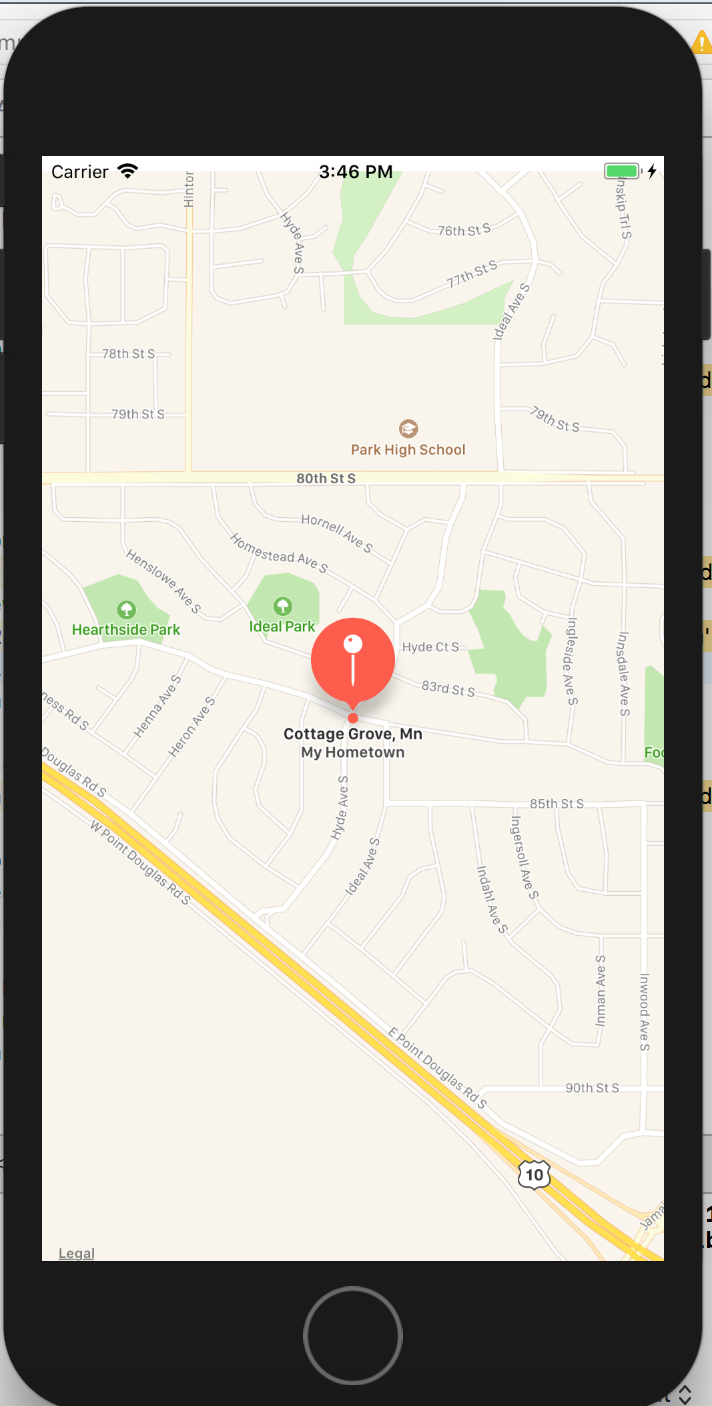 Carrier
3:46 PM
Hinton
Hyde Ave S
76th St S
77th St S
Inskip Trl S
Ideal Ave S
78th St S
79th St S
79th St S
Park High School
80th St S
Hornell Ave S
Homestead Ave S
Henslowe Ave S
Hearthside Park
Ideal Park
Hyde Ct S
Ingleside Ave S
Innsdale Ave S
83rd St S
Henna Ave S
Heron Ave S
ness Rd S
Cottage Grove, Mn
My Hometown
Foo
Douglas Rd S
W Point Douglas Rd S
Hyde Ave S
Ideal Ave S
85th St S
Ingersoll Ave S
Indahl Ave S
Inman Ave S
Inwood Ave S
E Point Douglas Rd S
90th St S
10
Jamai
Legal